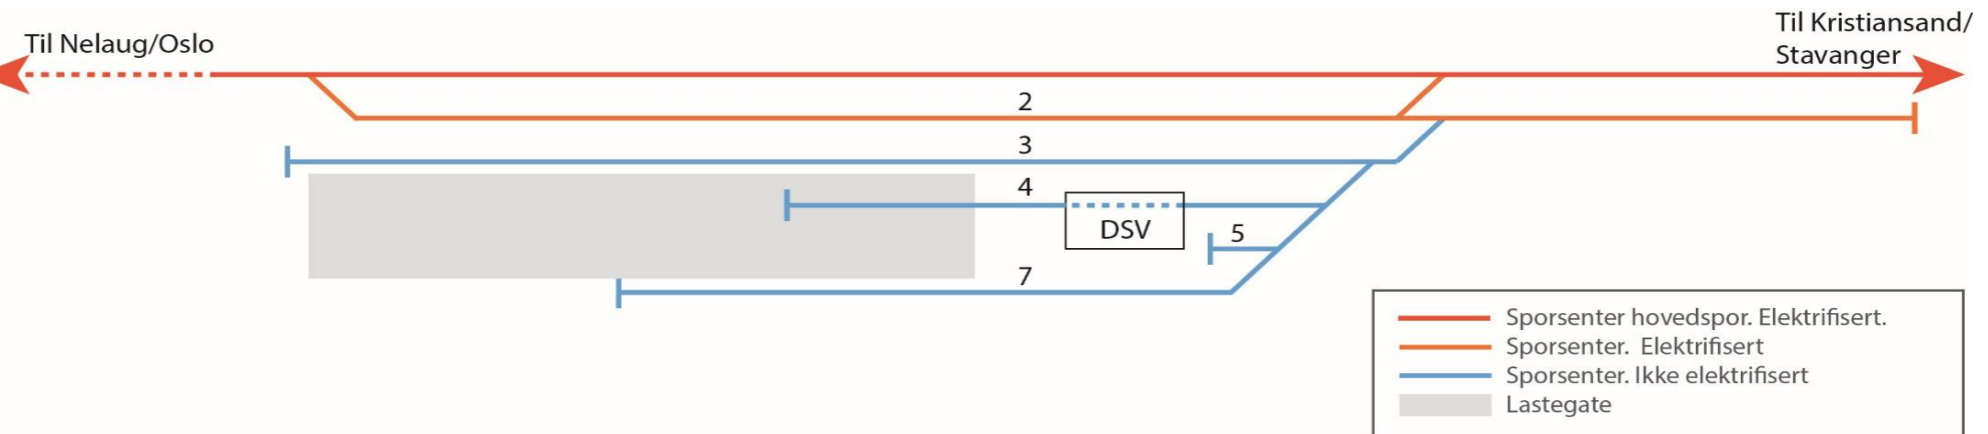 Til Nelaug/Oslo
Til Kristiansand/
Stavanger
2
3
4
DSV
5
7
Sporsenter hovedspor. Elektrifisert.
Sporsenter. Elektrifisert
Sporsenter. Ikke elektrifisert
Lastegate